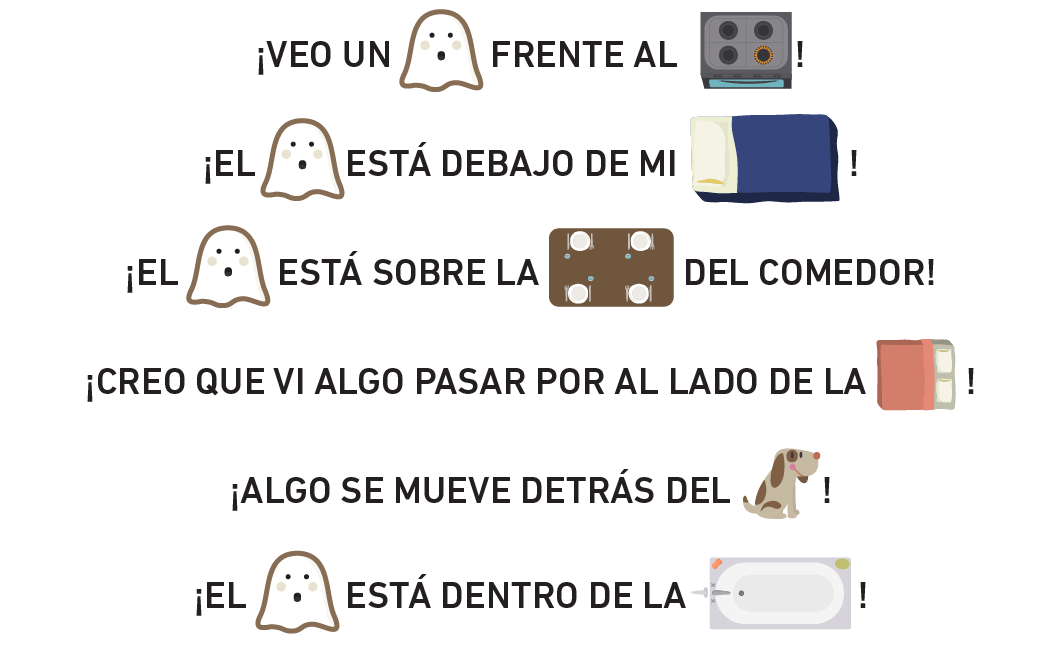 ¡VEO UN FRENTE AL !
¡EL ESTÁ DEBAJO DE MI !
¡EL ESTÁ SOBRE LA DEL COMEDOR!
¡CREO QUE VI ALGO PASAR POR AL LADO DE LA !
¡ALGO SE MUEVE DETRÁS DEL !
¡EL ESTÁ DENTRO DE LA !